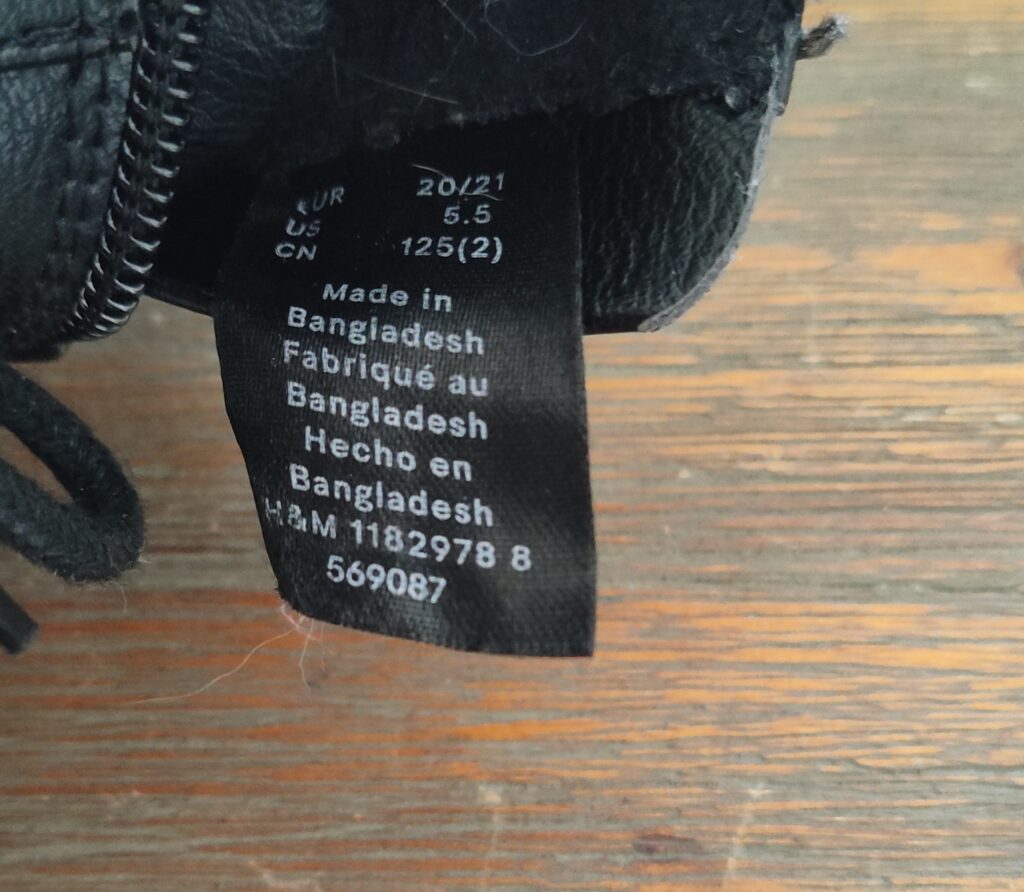 EUR 20/21
US 5.5
CN 125(2)
Made in
Bangladesh
Fabriqué au
Bangladesh
Hecho en
Bangladesh
H&M 1182978 8
569087